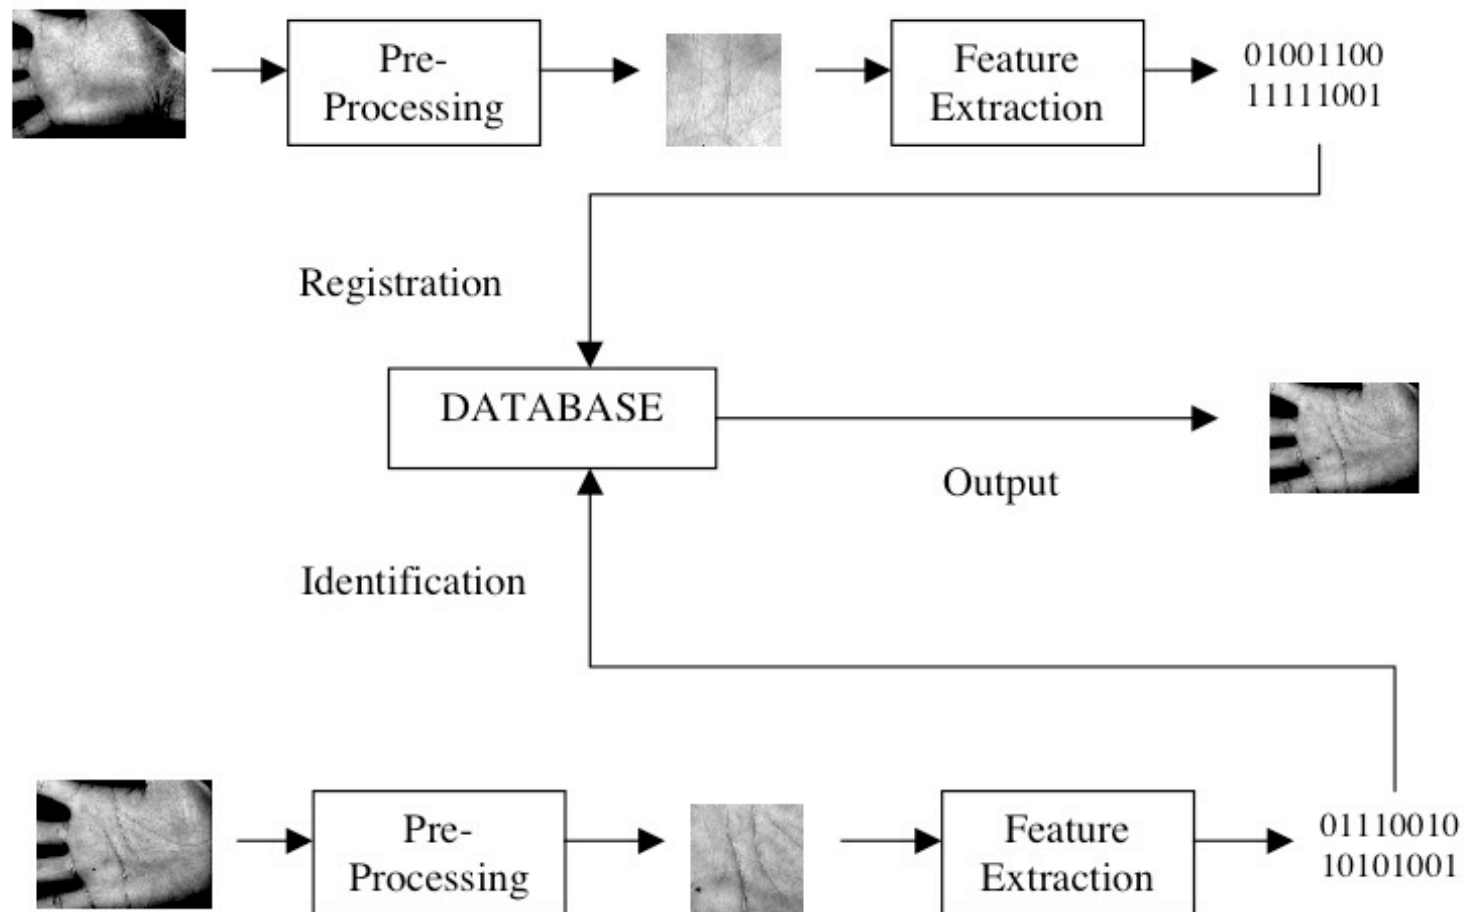 Pre-
Processing
Feature
Extraction
01001100
11111001
Registration
DATABASE
Output
Identification
Pre-
Processing
Feature
Extraction
01110010
10101001